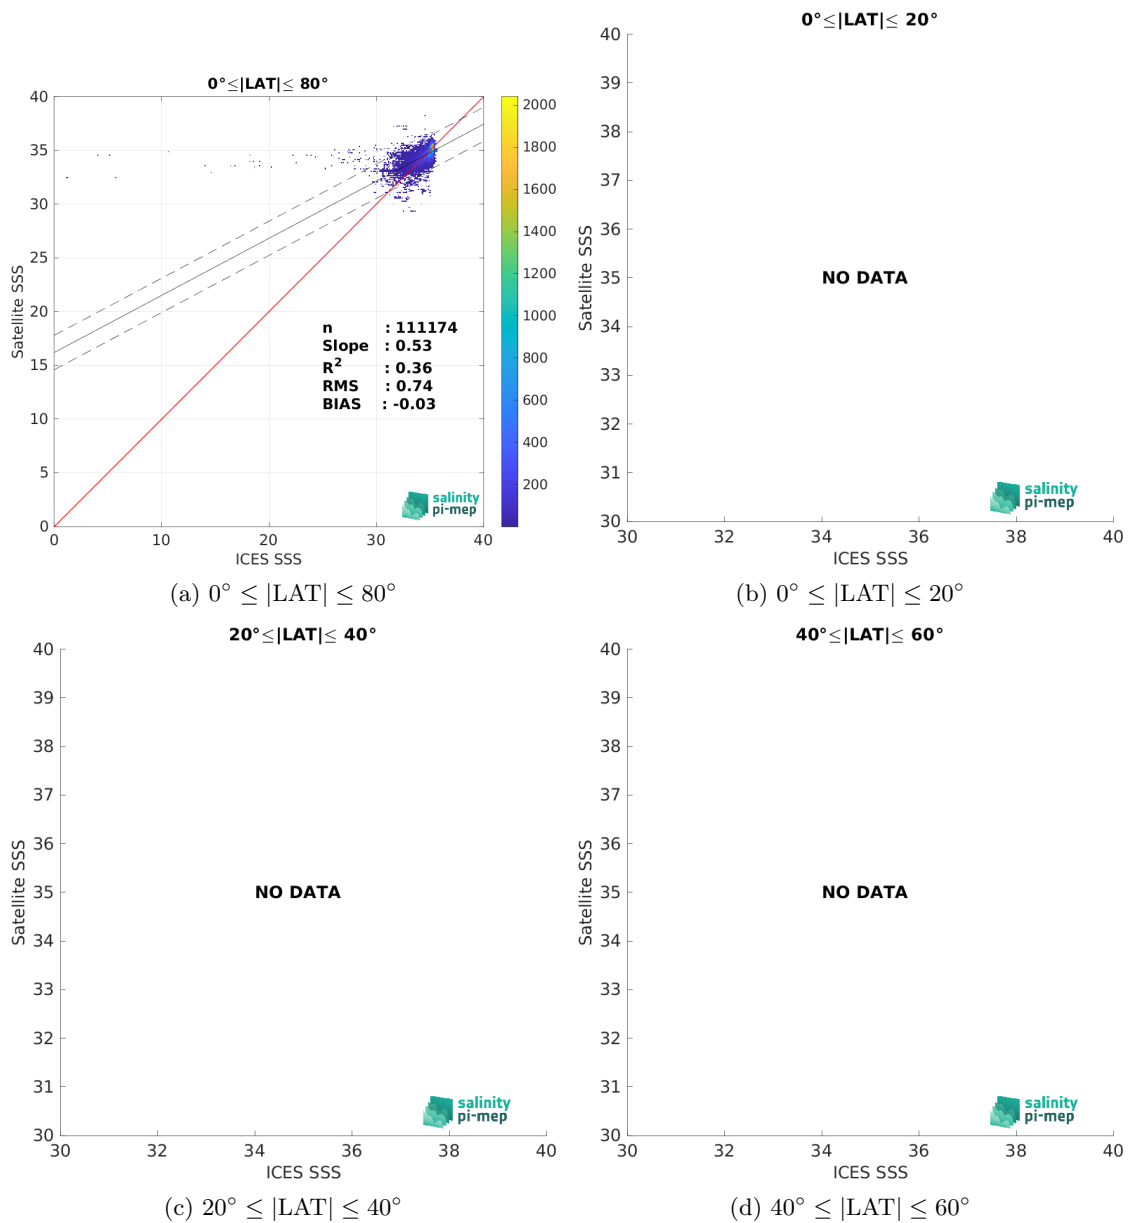 0°≤|LAT|≤ 80°
40
35
30
25
20
15
10
5
0
Satellite SSS
0
10
20
30
40
ICES SSS
n : 111174
Slope : 0.53
R² : 0.36
RMS : 0.74
BIAS : -0.03
salinity
pi-mep
2000
1800
1600
1400
1200
1000
800
600
400
200
(a) 0° ≤ |LAT| ≤ 80°
0°≤|LAT|≤ 20°
40
39
38
37
36
35
34
33
32
31
30
Satellite SSS
NO DATA
salinity
pi-mep
30
32
34
36
38
40
ICES SSS
(b) 0° ≤ |LAT| ≤ 20°
20°≤|LAT|≤ 40°
40
39
38
37
36
35
34
33
32
31
30
Satellite SSS
NO DATA
salinity
pi-mep
30
32
34
36
38
40
ICES SSS
(c) 20° ≤ |LAT| ≤ 40°
40°≤|LAT|≤ 60°
40
39
38
37
36
35
34
33
32
31
30
Satellite SSS
NO DATA
salinity
pi-mep
30
32
34
36
38
40
ICES SSS
(d) 40° ≤ |LAT| ≤ 60°